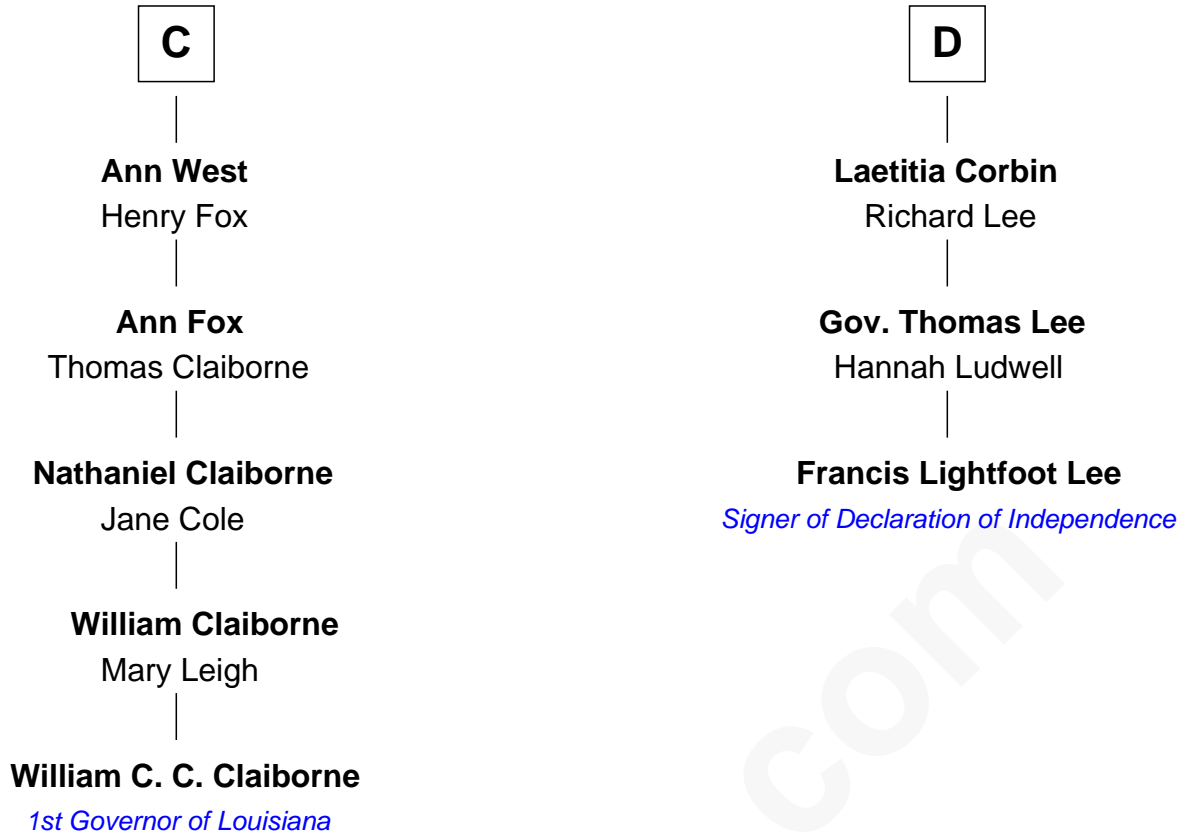 C
Ann West
Henry Fox
Ann Fox
Thomas Claiborne
Nathaniel Claiborne
Jane Cole
William Claiborne
Mary Leigh
William C. C. Claiborne
1st Governor of Louisiana
D
Laetitia Corbin
Richard Lee
Gov. Thomas Lee
Hannah Ludwell
Francis Lightfoot Lee
Signer of Declaration of Independence
com